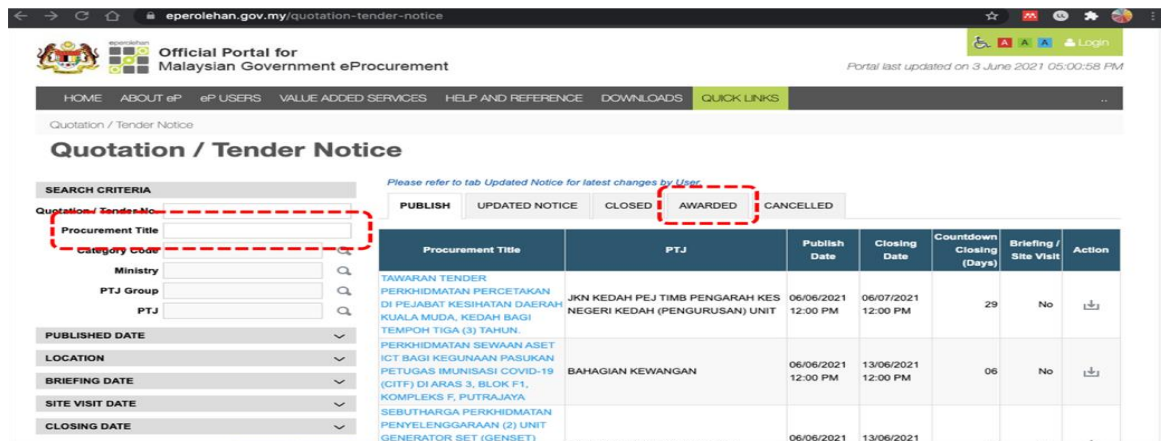 eperolehan.gov.my/quotation-tender-notice
eperolehan
Official Portal for
Malaysian Government eProcurement
A A A Login
Portal last updated on 3 June 2021 05:00:58 PM
HOME ABOUT eP eP USERS VALUE ADDED SERVICES HELP AND REFERENCE DOWNLOADS QUICK LINKS ..
Quotation / Tender Notice
Quotation / Tender Notice
SEARCH CRITERIA
Quotation / Tender No.
Procurement Title
Category Code
Ministry
PTJ Group
PTJ
PUBLISHED DATE
LOCATION
BRIEFING DATE
SITE VISIT DATE
CLOSING DATE
Please refer to tab Updated Notice for latest changes by User
PUBLISH UPDATED NOTICE CLOSED AWARDED CANCELLED
Procurement Title PTJ Publish Date Closing Date Countdown Closing (Days) Briefing / Site Visit Action
TAWARAN TENDER
PERKHIDMATAN PERCETAKAN
DI PEJABAT KESIHATAN DAERAH
KUALA MUDA, KEDAH BAGI
TEMPOH TIGA (3) TAHUN.
JKN KEDAH PEJ TIMB PENGARAH KES
NEGERI KEDAH (PENGURUSAN) UNIT
06/06/2021
12:00 PM
06/07/2021
12:00 PM
29
No
PERKHIDMATAN SEWAAN ASET
ICT BAGI KEGUNAAN PASUKAN
PETUGAS IMUNISASI COVID-19
(CITF) DI ARAS 3, BLOK F1,
KOMPLEKS F, PUTRAJAYA
BAHAGIAN KEWANGAN
06/06/2021
12:00 PM
13/06/2021
12:00 PM
06
No
SEBUTHARGA PERKHIDMATAN
PENYELENGGARAAN (2) UNIT
GENERATOR SET (GENSET)
06/06/2021
13/06/2021